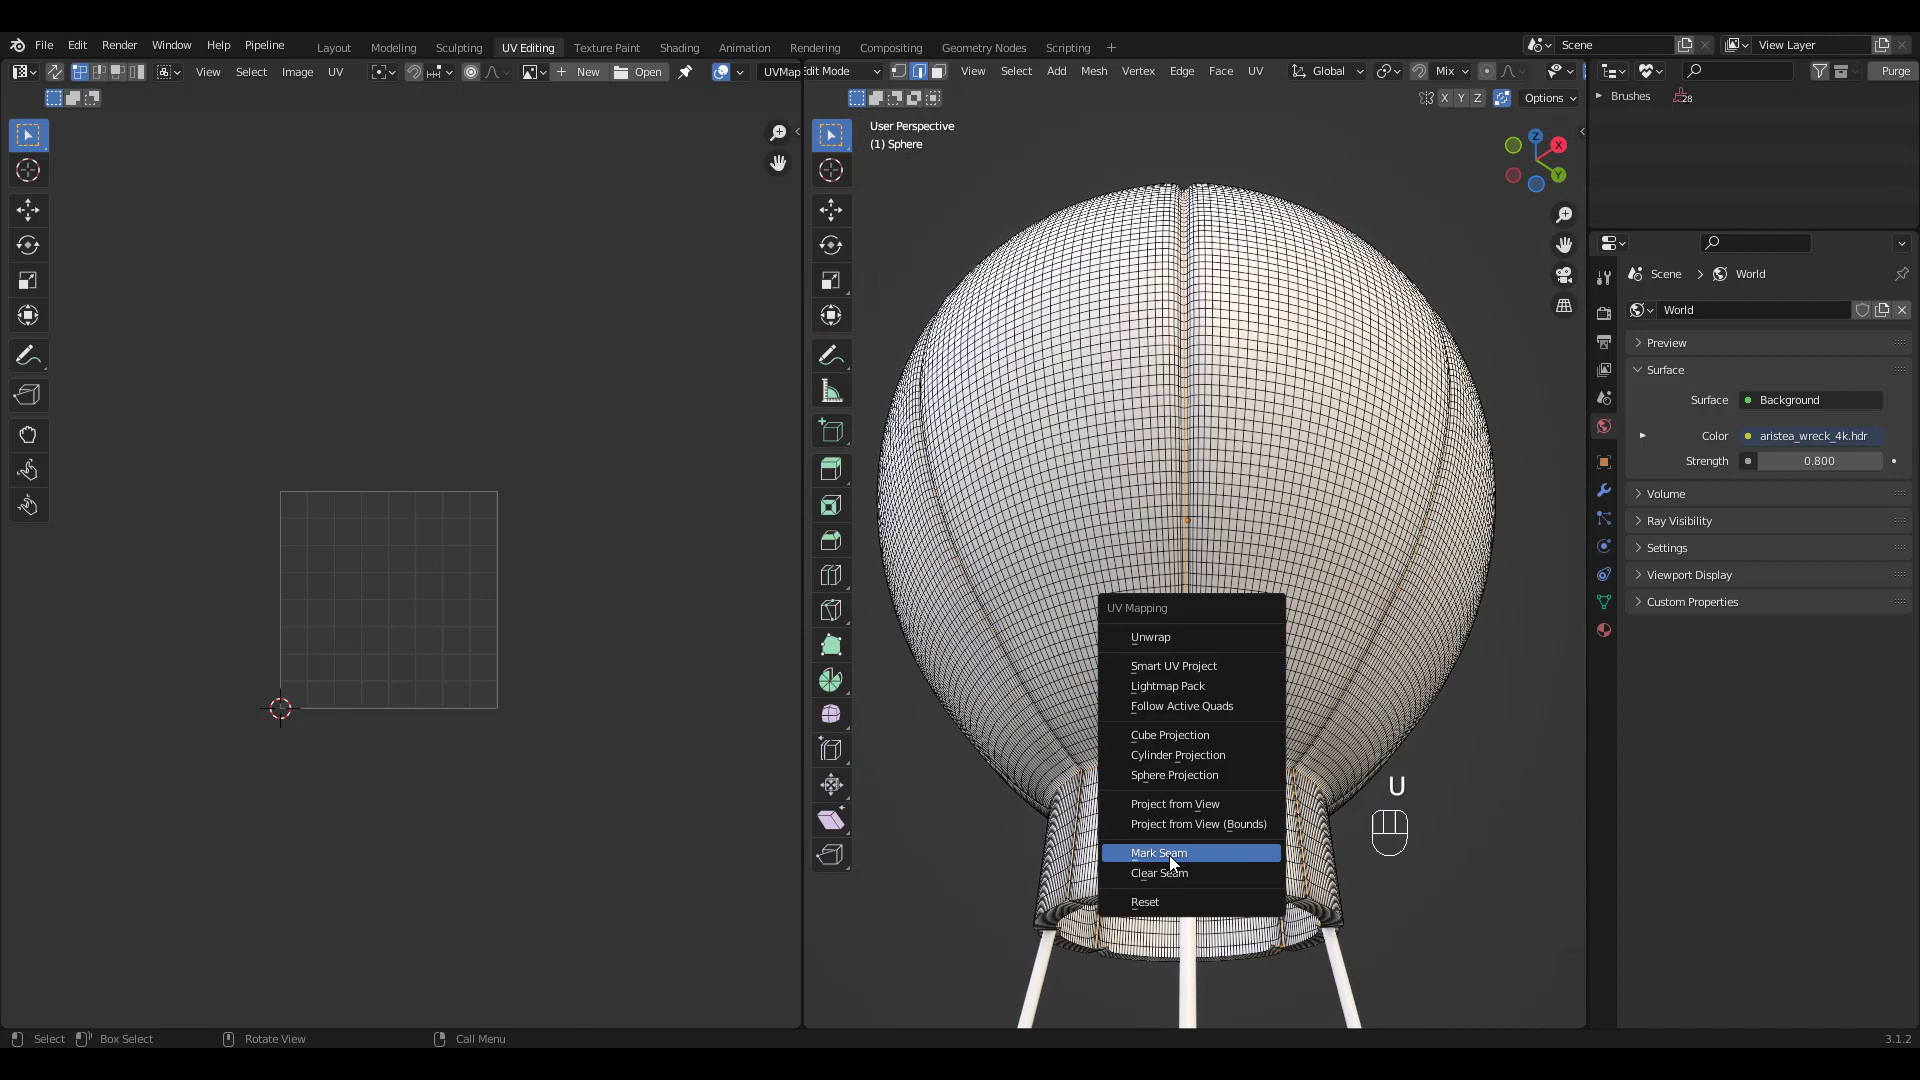 File Edit Render Window Help Pipeline Layout Modeling Sculpting UV Editing Texture Paint Shading Animation Rendering Compositing Geometry Nodes Scripting + Scene View Layer
View Select Image UV New Open UVMap
Edit Mode View Select Add Mesh Vertex Edge Face UV Global Mix
Purge
X Y Z Options
Brushes 28
User Perspective
(1) Sphere
Z
X
Y
Scene > World
World
Preview
Surface
Surface Background
Color aristea_wreck_4k.hdr
Strength 0.800
Volume
Ray Visibility
Settings
Viewport Display
Custom Properties
UV Mapping
Unwrap
Smart UV Project
Lightmap Pack
Follow Active Quads
Cube Projection
Cylinder Projection
Sphere Projection
Project from View
Project from View (Bounds)
Mark Seam
Clear Seam
Reset
U
Select Box Select Rotate View Call Menu 3.1.2